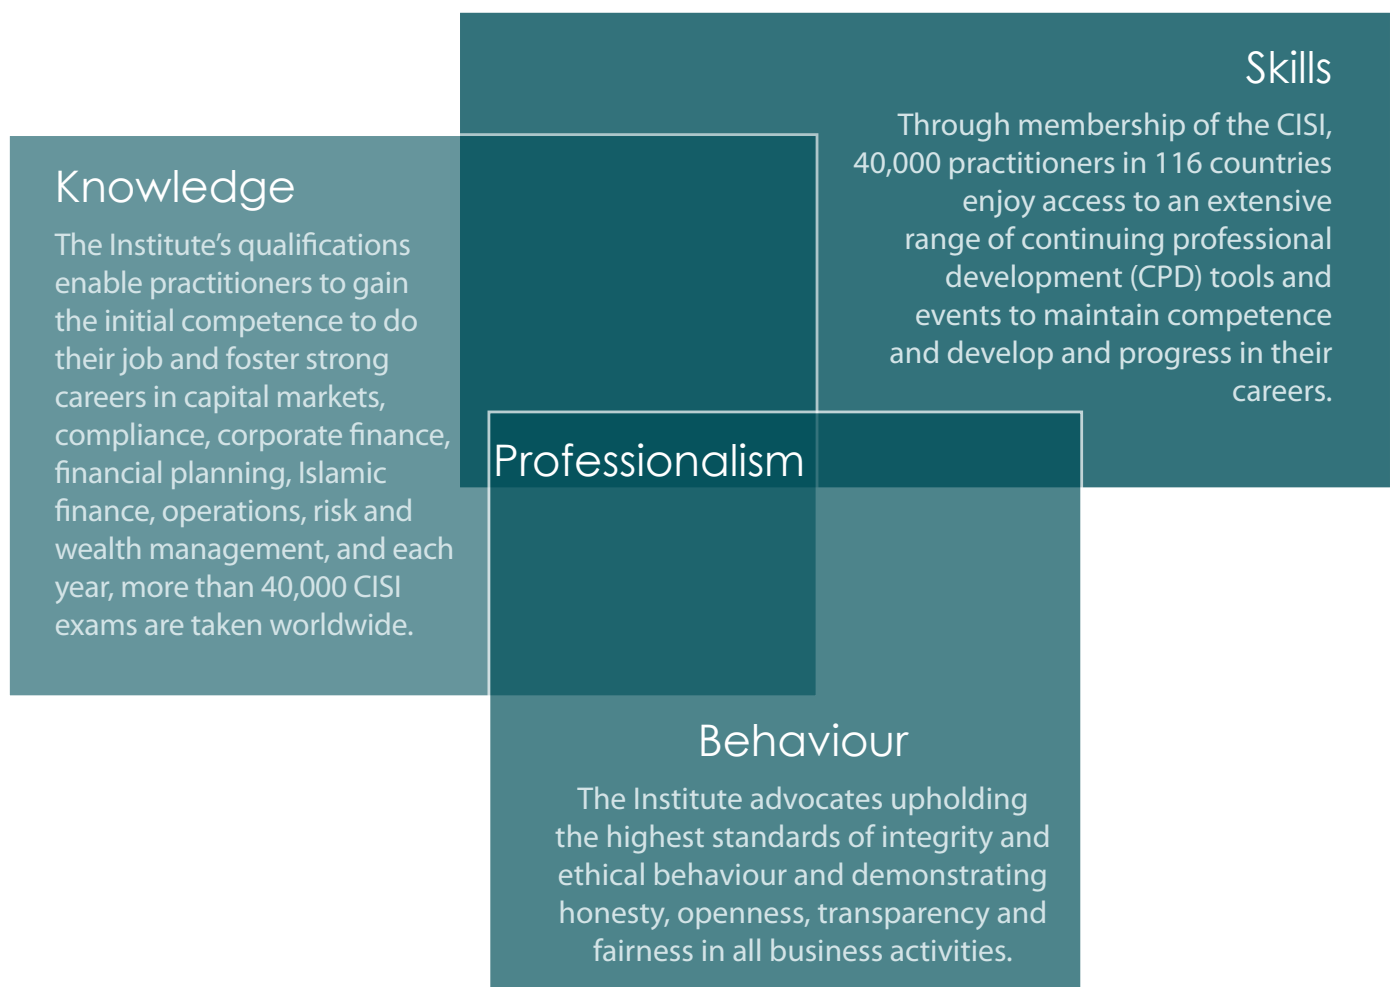 Skills
Through membership of the CISI,
40,000 practitioners in 116 countries
enjoy access to an extensive
range of continuing professional
development (CPD) tools and
events to maintain competence
and develop and progress in their
careers.
Knowledge
The Institute’s qualifications
enable practitioners to gain
the initial competence to do
their job and foster strong
careers in capital markets,
compliance, corporate finance,
financial planning, Islamic
finance, operations, risk and
wealth management, and each
year, more than 40,000 CISI
exams are taken worldwide.
Professionalism
Behaviour
The Institute advocates upholding
the highest standards of integrity and
ethical behaviour and demonstrating
honesty, openness, transparency and
fairness in all business activities.